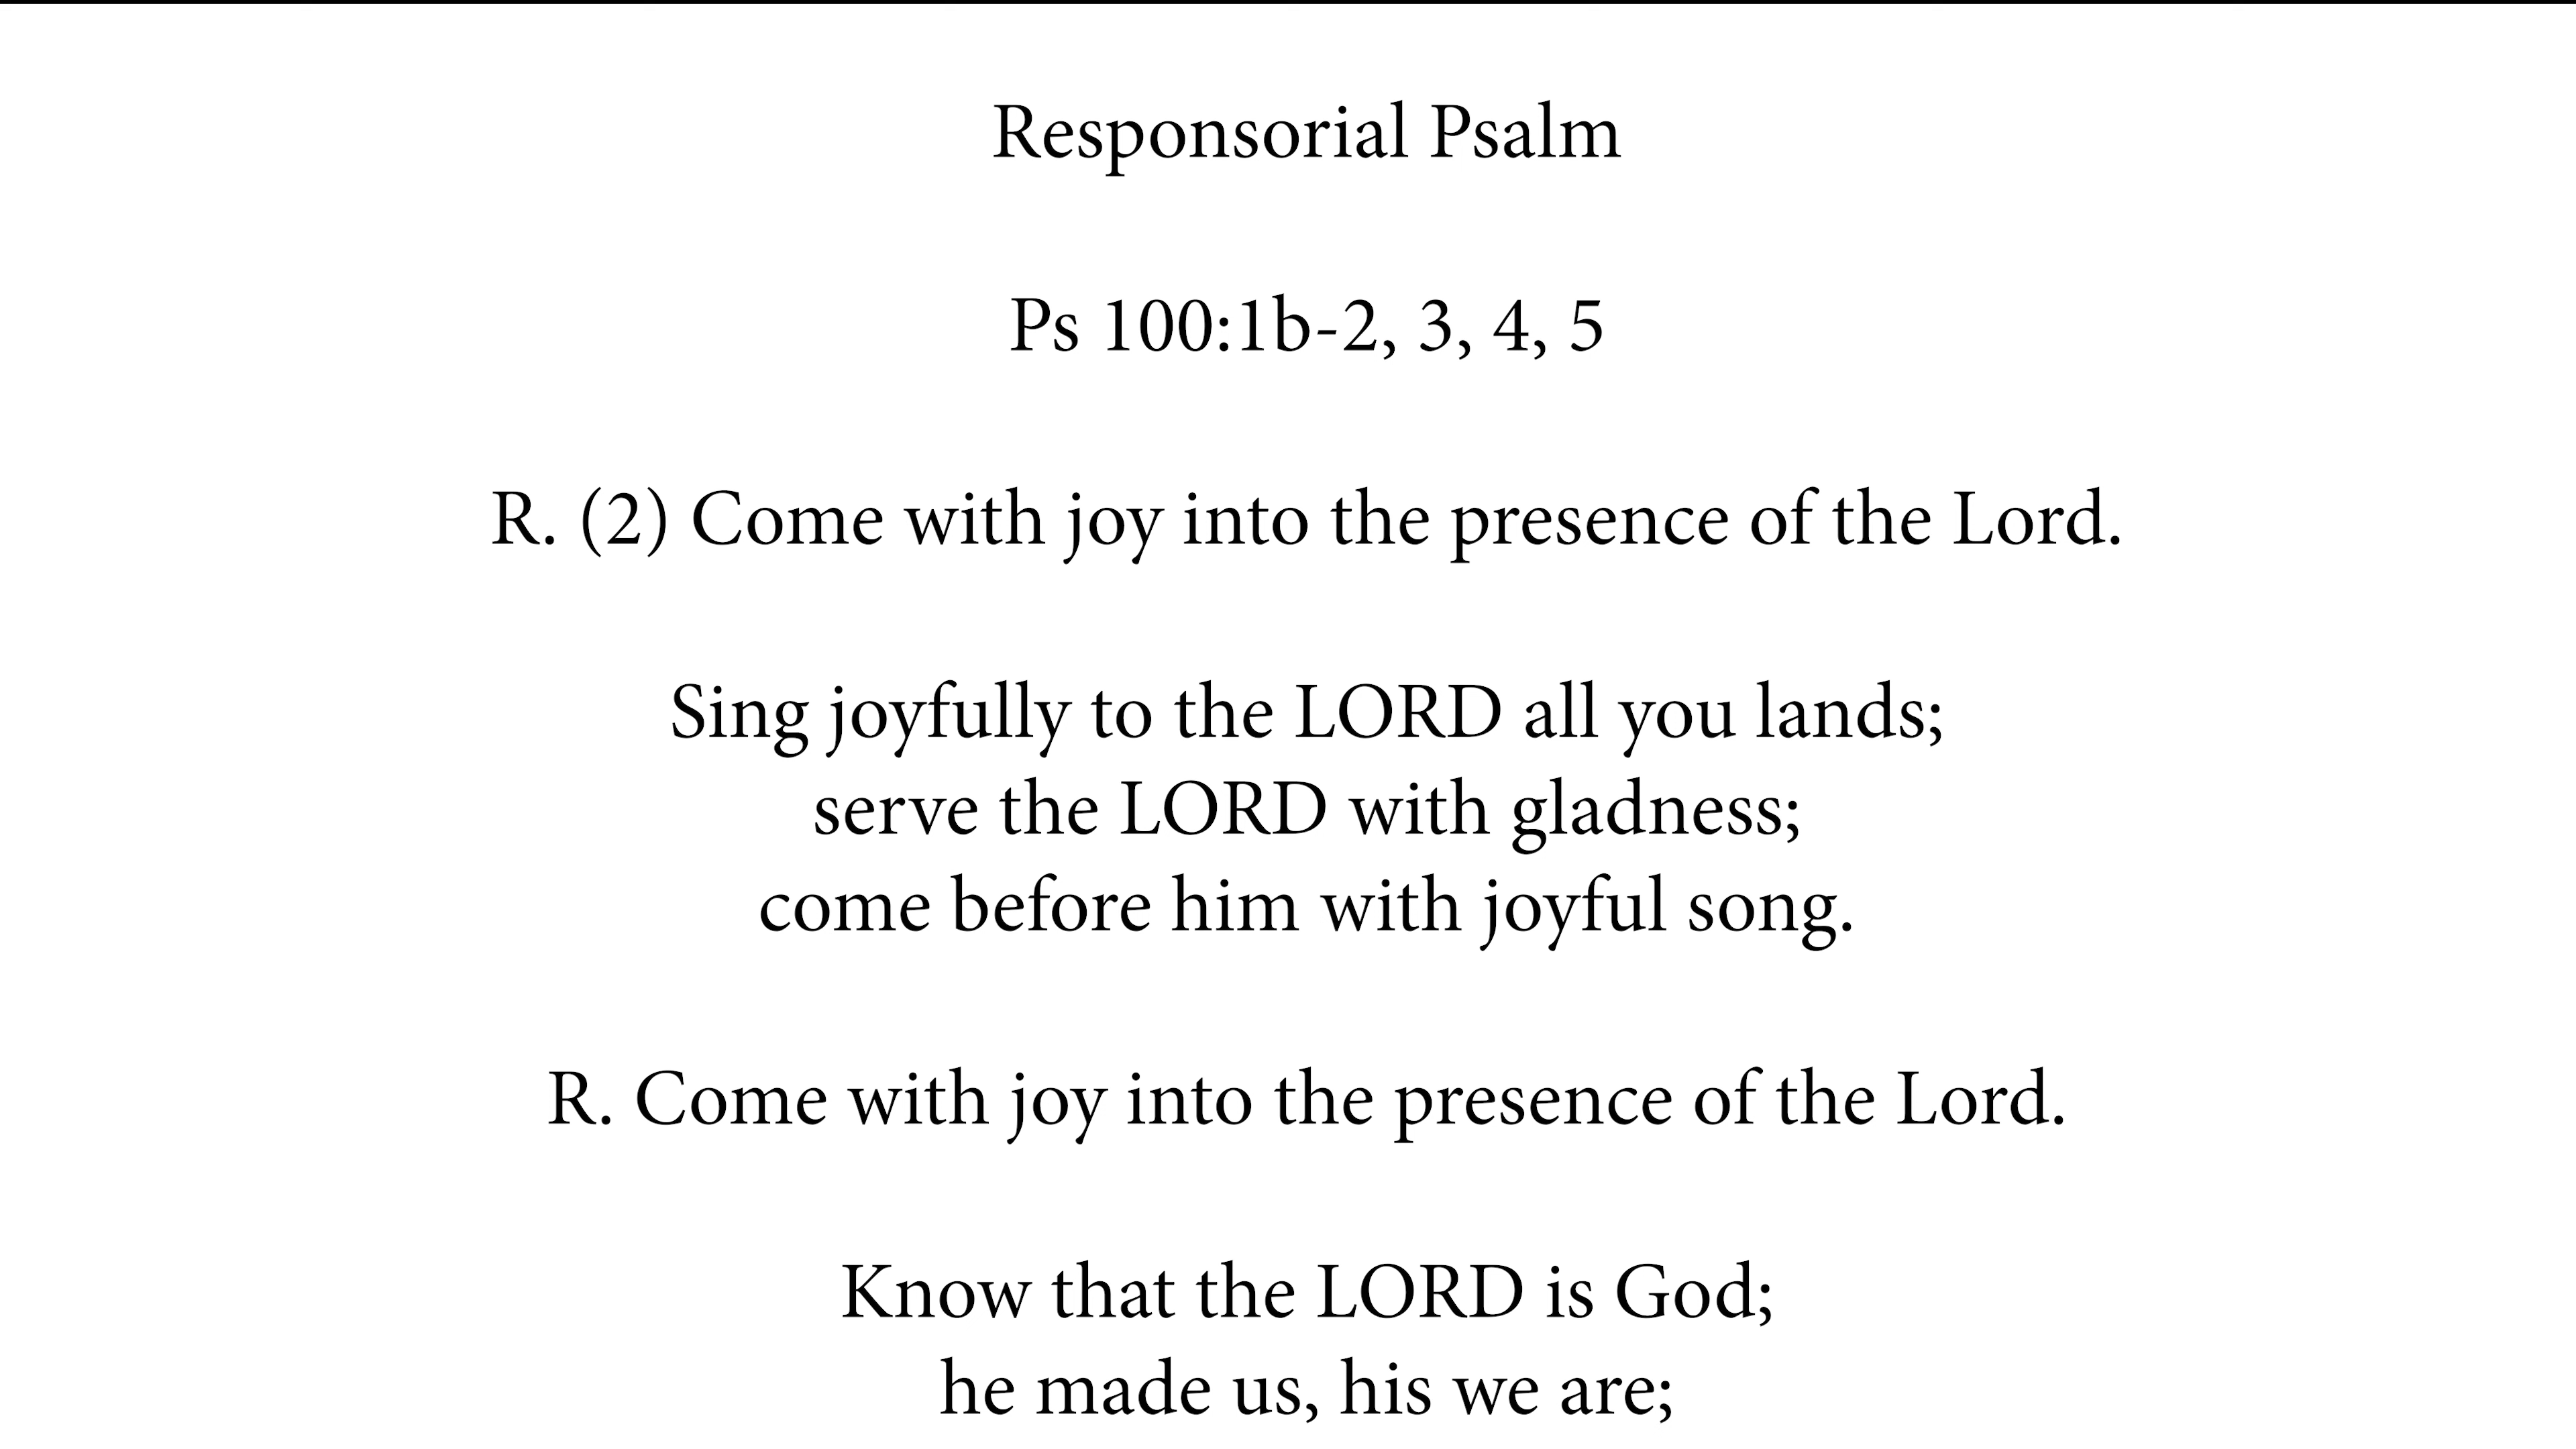 Responsorial Psalm
Ps 100:1b-2, 3, 4, 5
R. (2) Come with joy into the presence of the Lord.
Sing joyfully to the LORD all you lands;
serve the LORD with gladness;
come before him with joyful song.
R. Come with joy into the presence of the Lord.
Know that the LORD is God;
he made us, his we are;